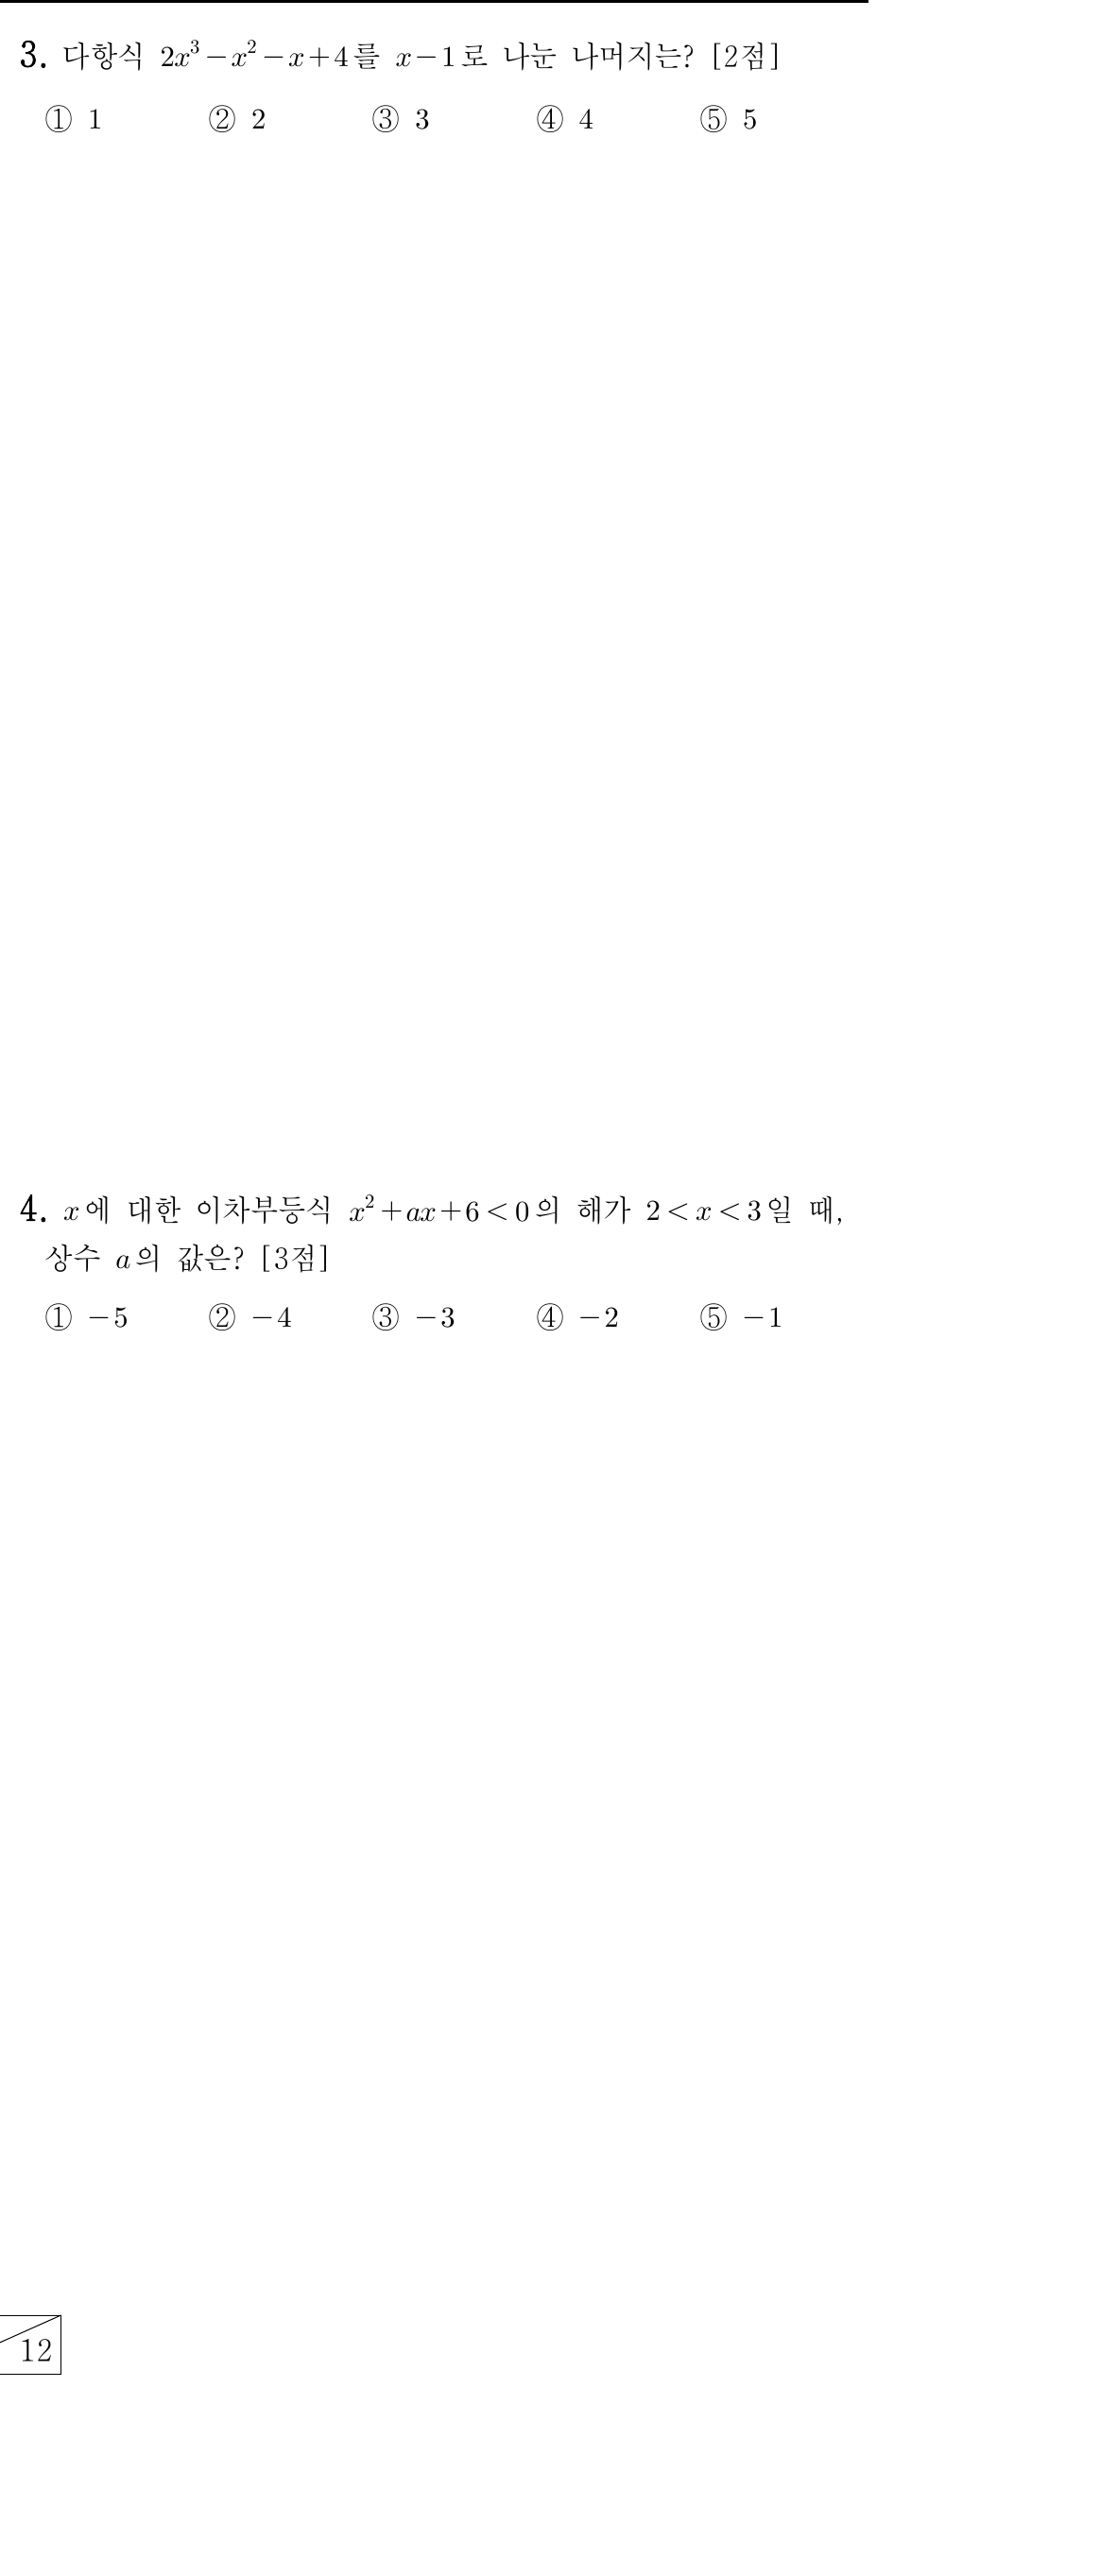 3. 다항식 2x³-x²-x+4를 x-1로 나눈 나머지는? [2점]
① 1 ② 2 ③ 3 ④ 4 ⑤ 5
4. x에 대한 이차부등식 x²+ax+6<0의 해가 2<x<3일 때,
상수 a의 값은? [3점]
① -5 ② -4 ③ -3 ④ -2 ⑤ -1
12